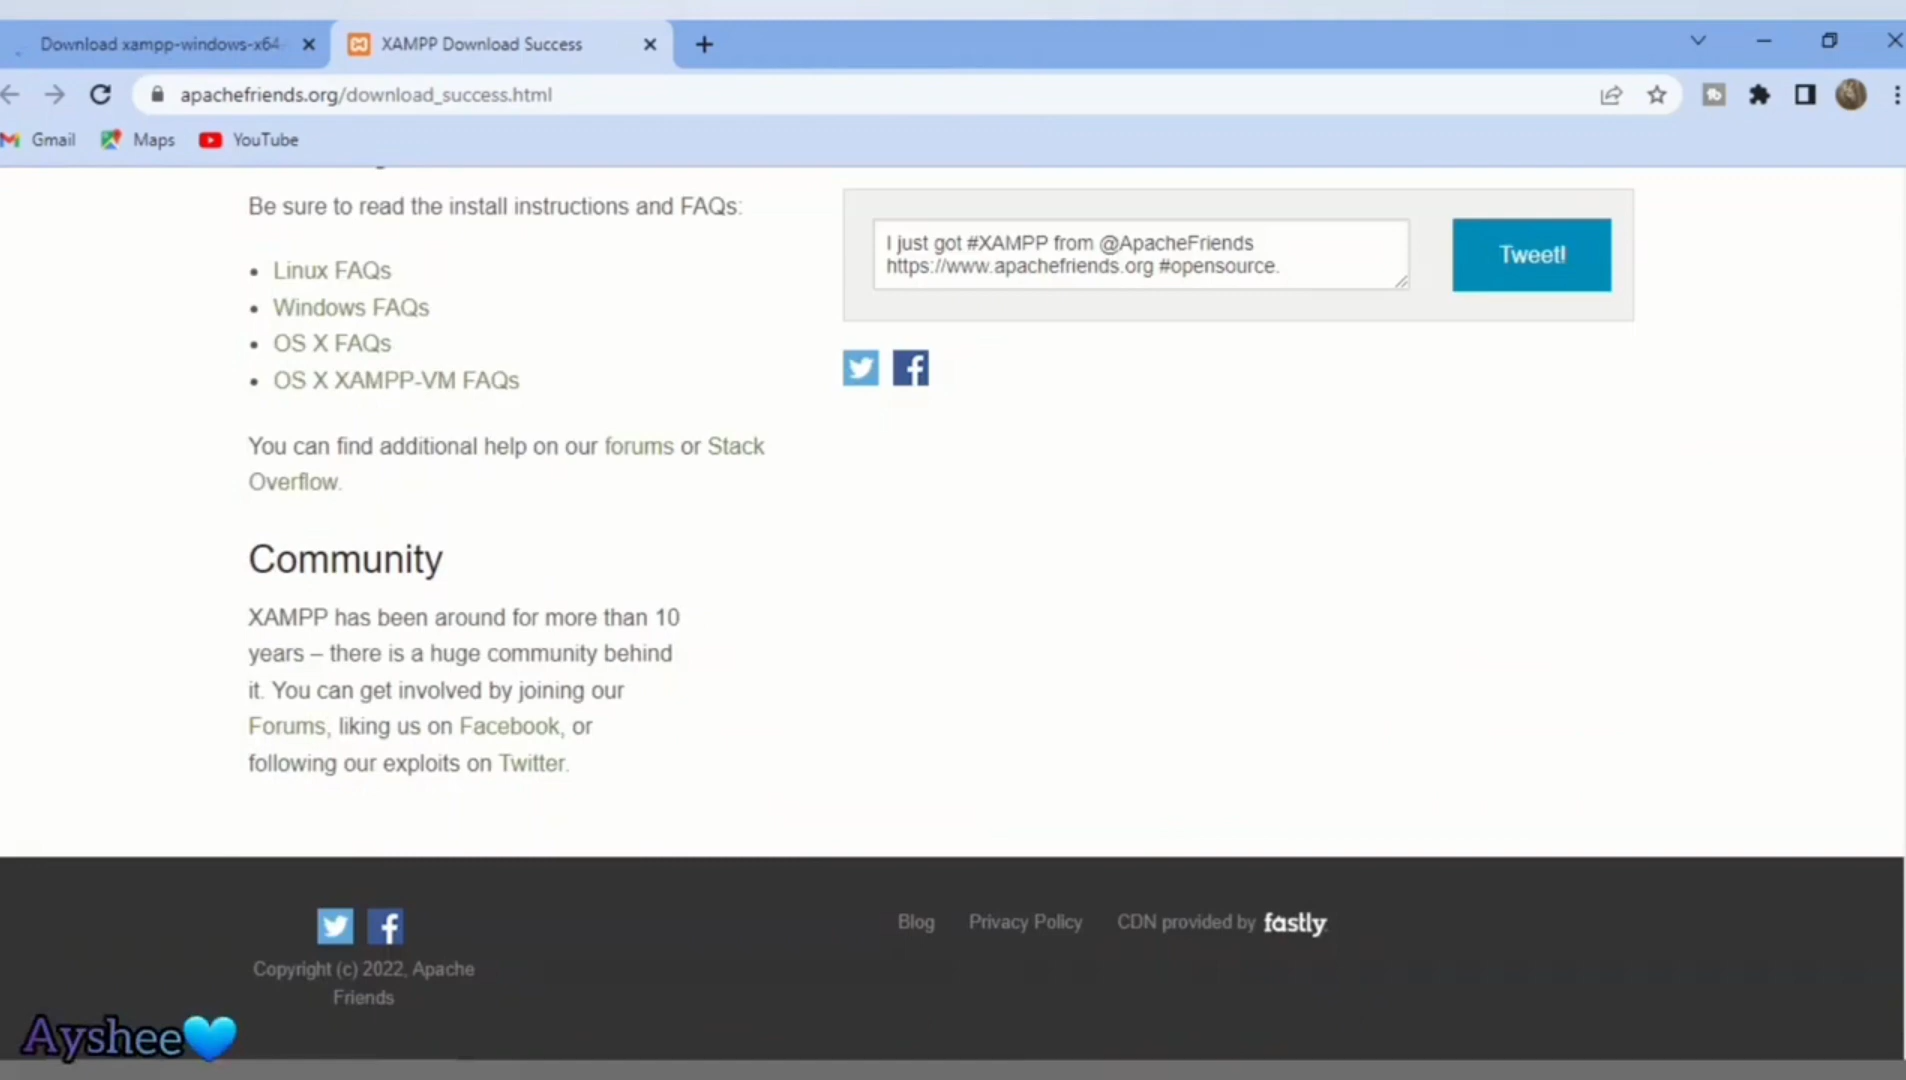 Download xampp-windows-x64
XAMPP Download Success
apachefriends.org/download_success.html
Gmail
Maps
YouTube
Be sure to read the install instructions and FAQs:
Linux FAQs
Windows FAQs
OS X FAQs
OS X XAMPP-VM FAQs
You can find additional help on our forums or Stack
Overflow.
I just got #XAMPP from @ApacheFriends
https://www.apachefriends.org #opensource.
Tweet!
Community
XAMPP has been around for more than 10
years – there is a huge community behind
it. You can get involved by joining our
Forums, liking us on Facebook, or
following our exploits on Twitter.
Blog
Privacy Policy
CDN provided by fastly
Copyright (c) 2022, Apache
Friends
Ayshee